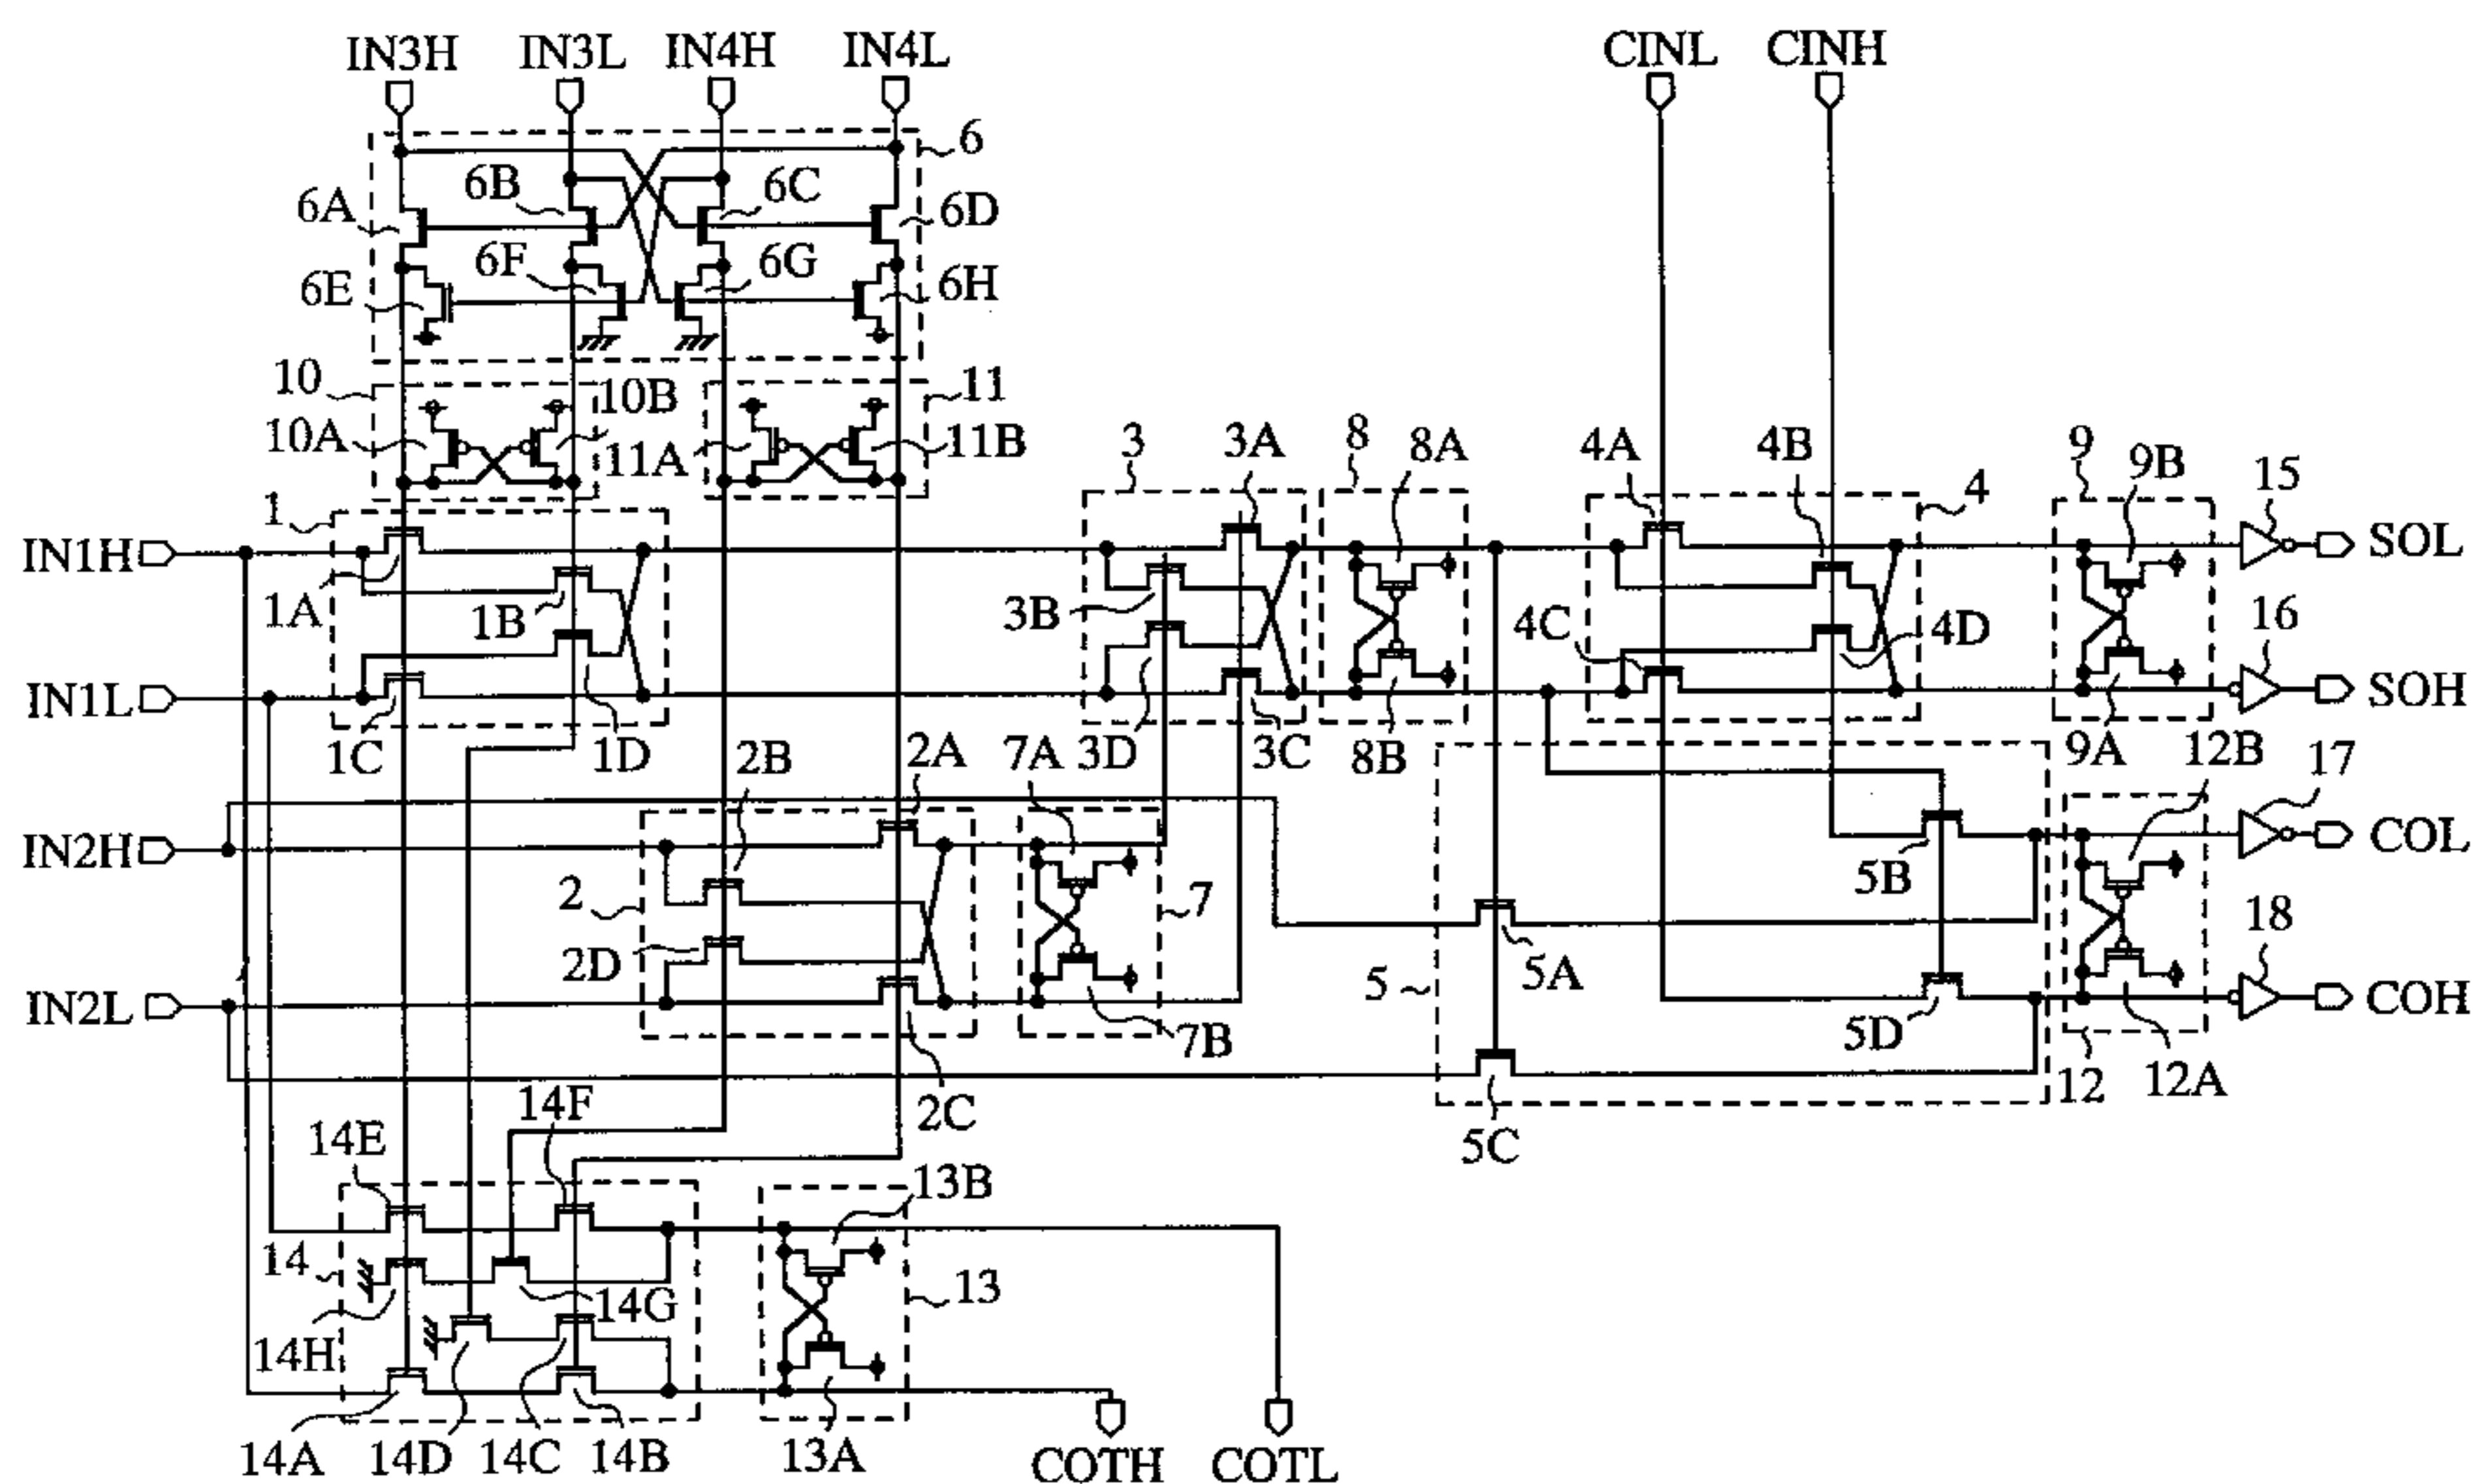 IN3H IN3L IN4H IN4L CINL CINH
6
6B 6C
6A 6D
6F 6G
6E 6H
10 10B 11
10A 11A 11B
3 3A 8 8A 4A 4B 4 9 9B 15
1
IN1H SOL
1A 1B 3B 4C 4D 16
IN1L SOH
1C 1D 2B 2A 7A 3D 3C 8B 9A 12B 17
IN2H COL
2 7 5B
2D 5 5A 18
IN2L 7B 5D COH
14F 2C 5C 12 12A
14E
13B
14 14G 13
14H
14A 14D 14C 14B 13A COTH COTL